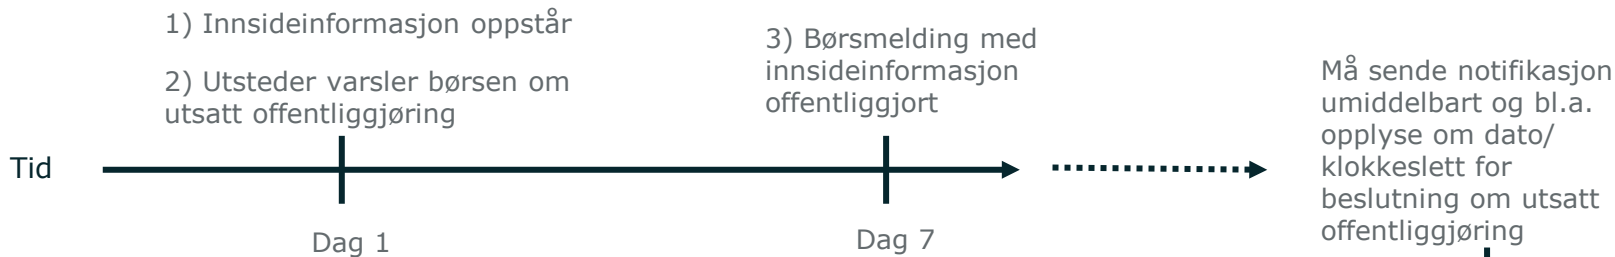 1) Innsideinformasjon oppstår
2) Utsteder varsler børsen om
utsatt offentliggjøring
3) Børsmelding med
innsideinformasjon
offentliggjort
Må sende notifikasjon
umiddelbart og bl.a.
opplyse om dato/
klokkeslett for
beslutning om utsatt
offentliggjøring
Tid
Dag 1
Dag 7